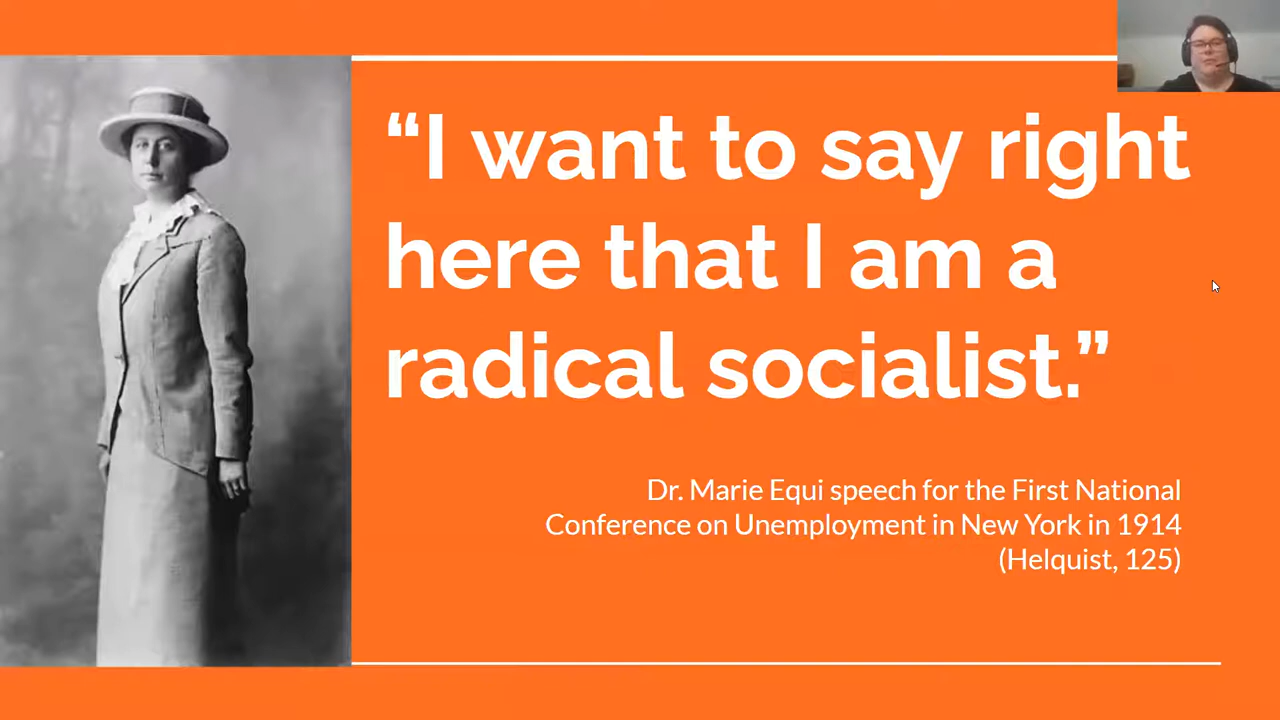 “I want to say right
here that I am a
radical socialist.”
Dr. Marie Equi speech for the First National
Conference on Unemployment in New York in 1914
(Helquist, 125)